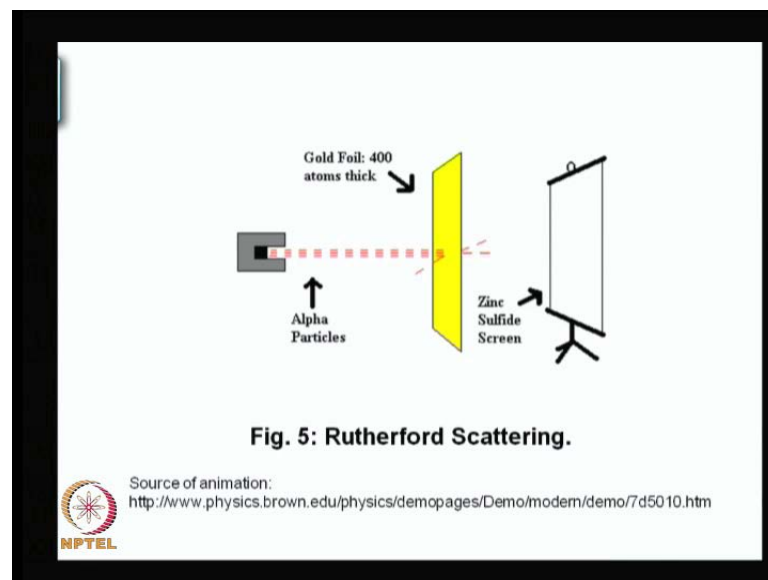 Gold Foil: 400
atoms thick
Alpha
Particles
Zinc
Sulfide
Screen
Fig. 5: Rutherford Scattering.
Source of animation:
http://www.physics.brown.edu/physics/demopages/Demo/modern/demo/7d5010.htm
NPTEL